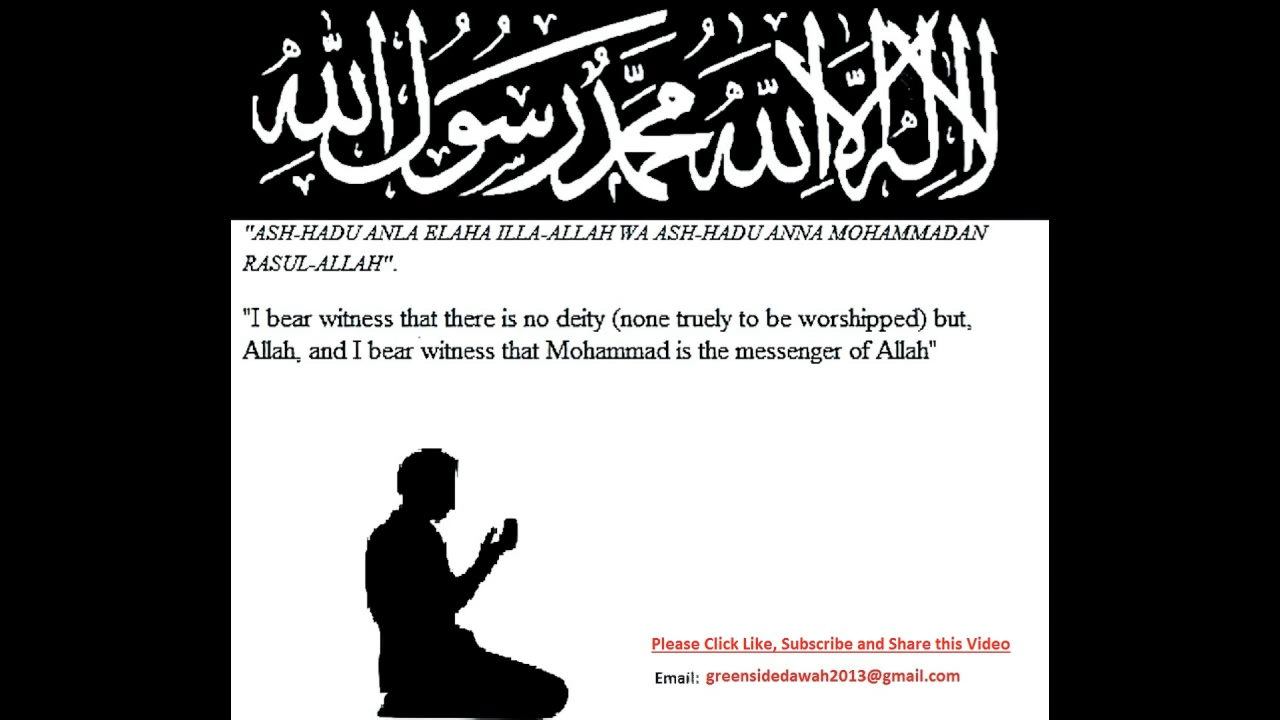 لا إله إلا الله محمد رسول الله
"ASH-HADU ANLA ELAHA ILLA-ALLAH WA ASH-HADU ANNA MOHAMMADAN
RASUL-ALLAH".
"I bear witness that there is no deity (none truely to be worshipped) but,
Allah, and I bear witness that Mohammad is the messenger of Allah"
Please Click Like, Subscribe and Share this Video
Email: greensidedawah2013@gmail.com